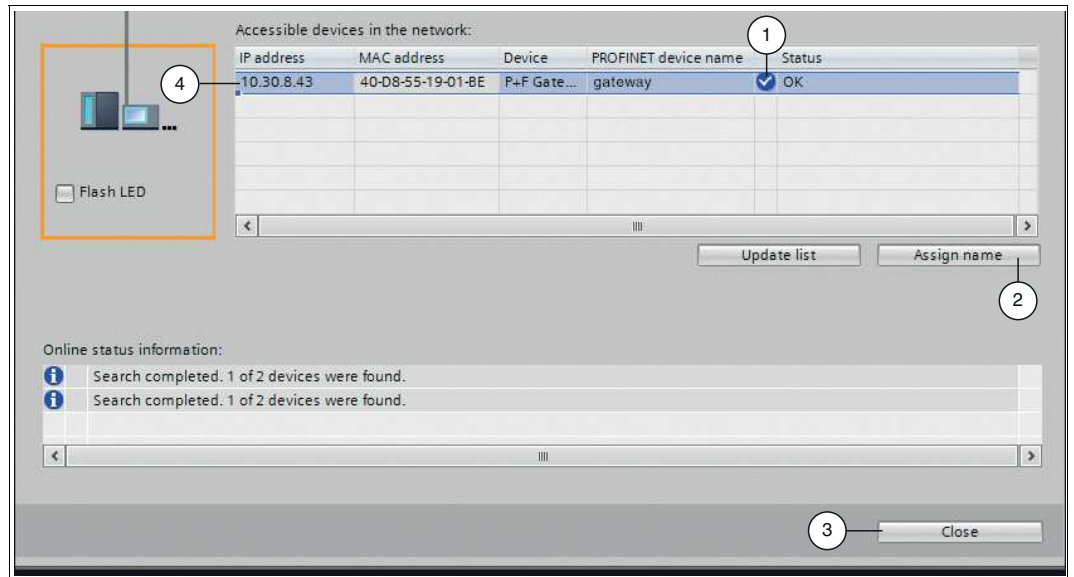 Accessible devices in the network:
1
IP address MAC address Device PROFINET device name Status
4
10.30.8.43 40-D8-55-19-01-BE P+F Gate... gateway OK
Flash LED
Update list Assign name
2
Online status information:
Search completed. 1 of 2 devices were found.
Search completed. 1 of 2 devices were found.
3
Close